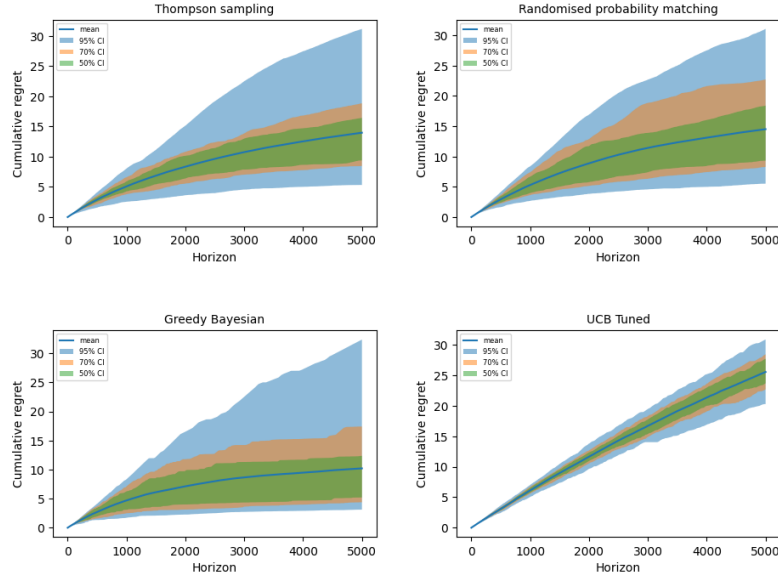 Thompson sampling
Cumulative regret
30
25
20
15
10
5
0
mean
95% CI
70% CI
50% CI
0 1000 2000 3000 4000 5000
Horizon
Randomised probability matching
Cumulative regret
30
25
20
15
10
5
0
mean
95% CI
70% CI
50% CI
0 1000 2000 3000 4000 5000
Horizon
Greedy Bayesian
Cumulative regret
30
25
20
15
10
5
0
mean
95% CI
70% CI
50% CI
0 1000 2000 3000 4000 5000
Horizon
UCB Tuned
Cumulative regret
30
25
20
15
10
5
0
mean
95% CI
70% CI
50% CI
0 1000 2000 3000 4000 5000
Horizon